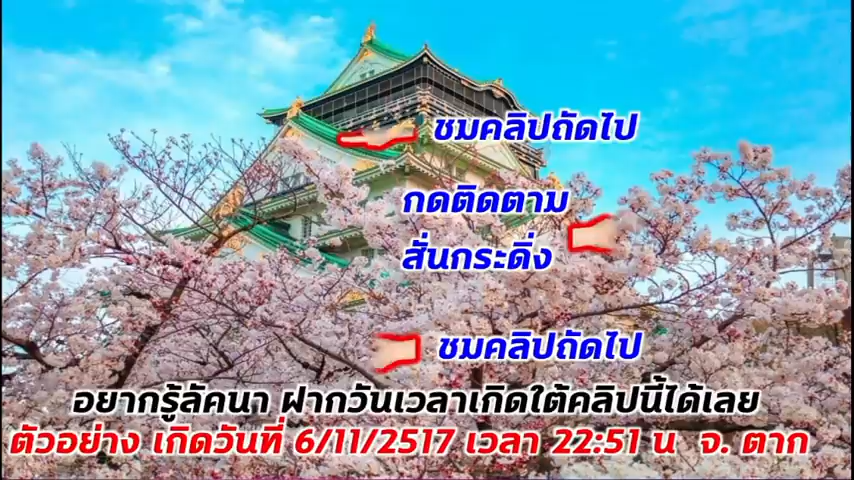 ชมคลิปถัดไป
กดติดตาม
สั่นกระดิ่ง
ชมคลิปถัดไป
อยากรู้ลัคนา ฝากวันเวลาเกิดใต้คลิปนี้ได้เลย
ตัวอย่าง เกิดวันที่ 6/11/2517 เวลา 22:51 น จ. ตาก